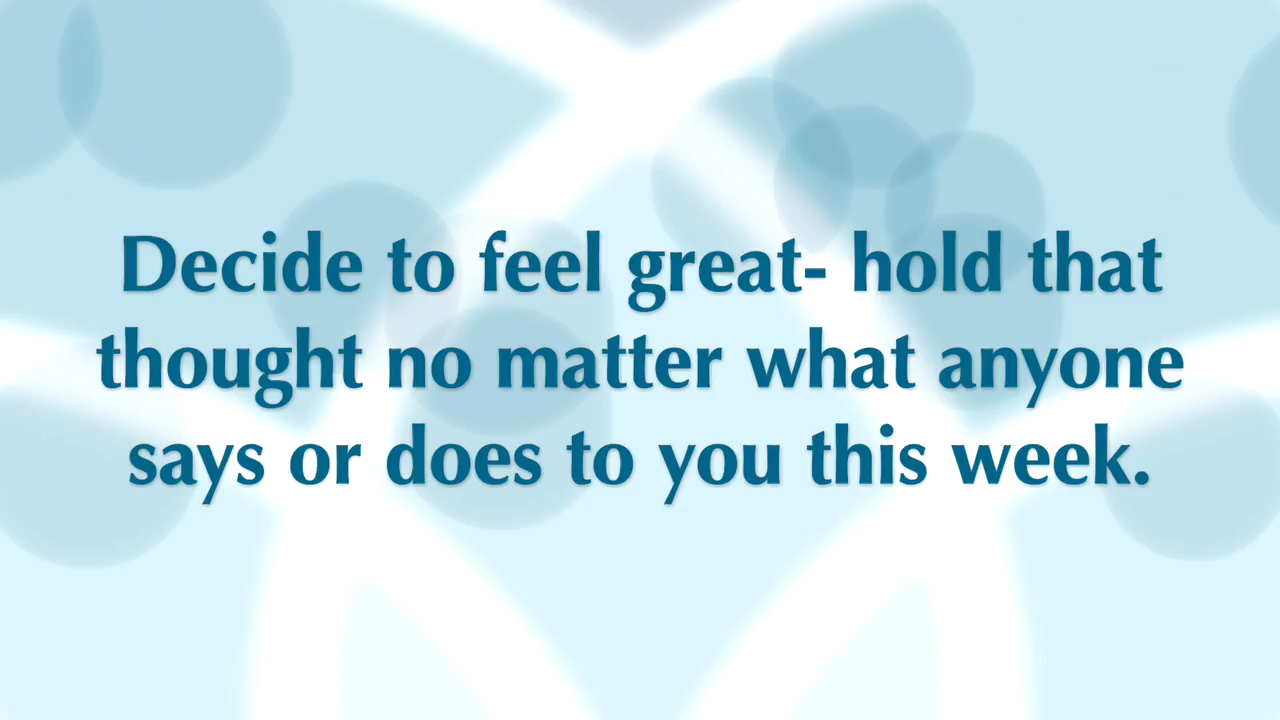 Decide to feel great- hold that
thought no matter what anyone
says or does to you this week.